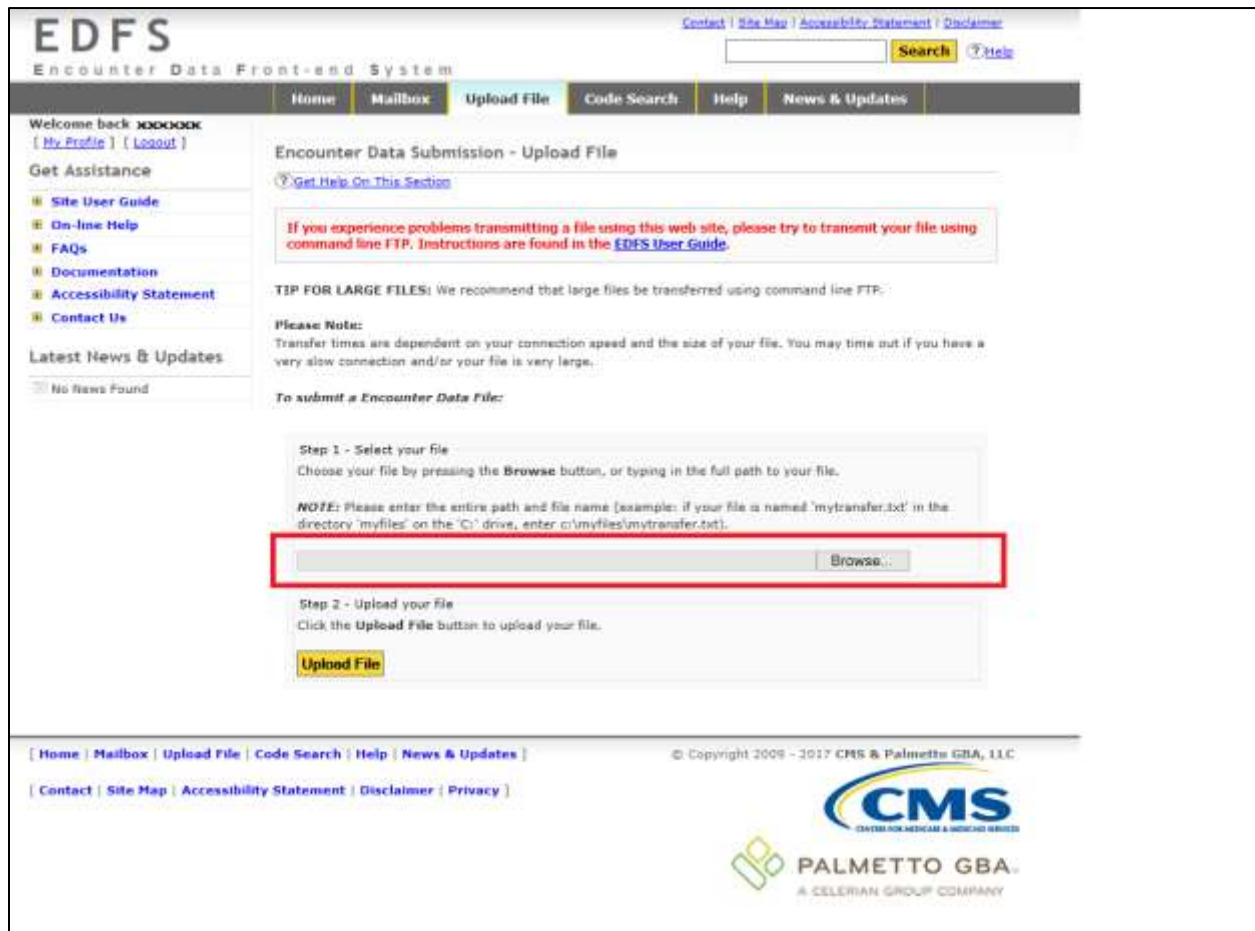 EDFS
Encounter Data Front-end System
Contact | Site Map | Accessibility Statement | Disclaimer
Search Help
Home Mailbox Upload File Code Search Help News & Updates
Welcome back xxxxxxx
[ My Profile ] [ Logout ]
Get Assistance
Site User Guide
On-line Help
FAQs
Documentation
Accessibility Statement
Contact Us
Latest News & Updates
No News Found
Encounter Data Submission - Upload File
Get Help On This Section
If you experience problems transmitting a file using this web site, please try to transmit your file using
command line FTP. Instructions are found in the EDFS User Guide.
TIP FOR LARGE FILES: We recommend that large files be transferred using command line FTP.
Please Note:
Transfer times are dependent on your connection speed and the size of your file. You may time out if you have a
very slow connection and/or your file is very large.
To submit a Encounter Data File:
Step 1 - Select your file
Choose your file by pressing the Browse button, or typing in the full path to your file.
NOTE: Please enter the entire path and file name (example: if your file is named 'mytransfer.txt' in the
directory 'myfiles' on the 'C:' drive, enter c:\myfiles\mytransfer.txt).
Browse...
Step 2 - Upload your file
Click the Upload File button to upload your file.
Upload File
[ Home | Mailbox | Upload File | Code Search | Help | News & Updates ]
© Copyright 2009 - 2017 CMS & Palmetto GBA, LLC
[ Contact | Site Map | Accessibility Statement | Disclaimer | Privacy ]
CMS
CENTERS FOR MEDICARE & MEDICAID SERVICES
PALMETTO GBA.
A CELERIAN GROUP COMPANY